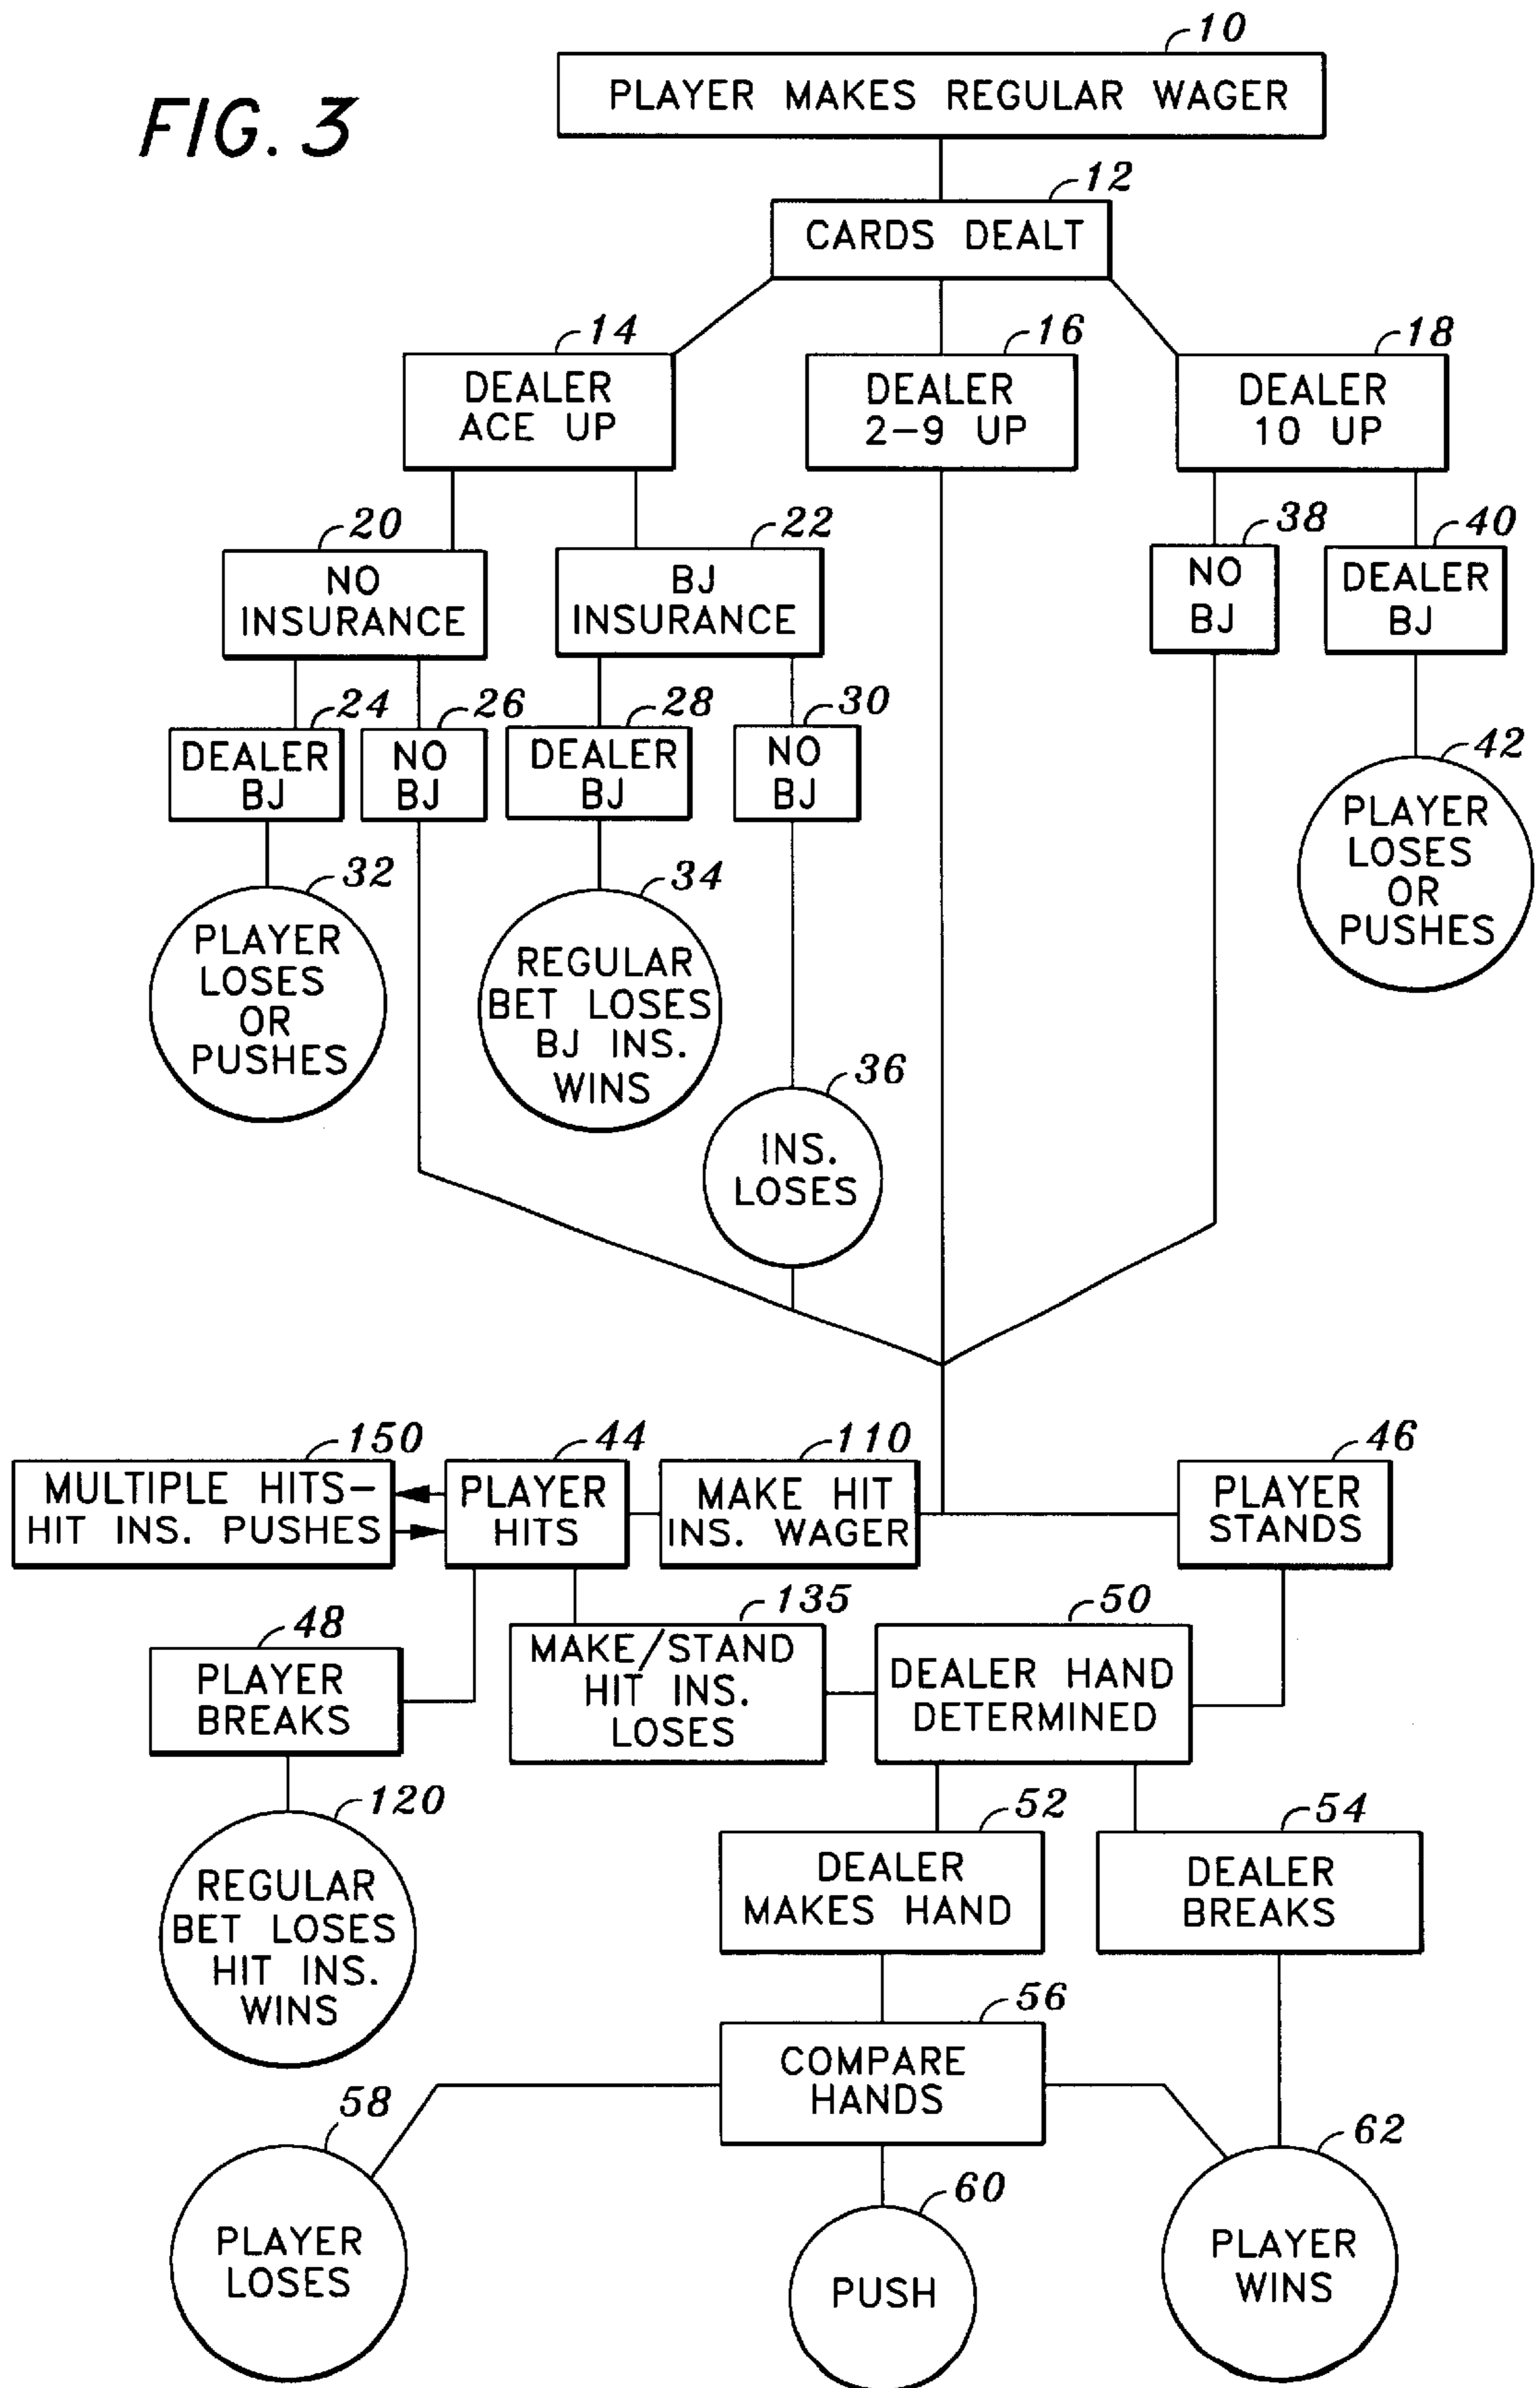 FIG. 3
10
PLAYER MAKES REGULAR WAGER
12
CARDS DEALT
14
DEALER
ACE UP
16
DEALER
2-9 UP
18
DEALER
10 UP
20
NO
INSURANCE
22
BJ
INSURANCE
38
NO
BJ
40
DEALER
BJ
24
DEALER
BJ
26
NO
BJ
28
DEALER
BJ
30
NO
BJ
42
PLAYER
LOSES
OR
PUSHES
32
PLAYER
LOSES
OR
PUSHES
34
REGULAR
BET LOSES
BJ INS.
WINS
36
INS.
LOSES
150
MULTIPLE HITS-
HIT INS. PUSHES
44
PLAYER
HITS
110
MAKE HIT
INS. WAGER
46
PLAYER
STANDS
48
PLAYER
BREAKS
135
MAKE/STAND
HIT INS.
LOSES
50
DEALER HAND
DETERMINED
120
REGULAR
BET LOSES
HIT INS.
WINS
52
DEALER
MAKES HAND
54
DEALER
BREAKS
56
COMPARE
HANDS
58
PLAYER
LOSES
60
PUSH
62
PLAYER
WINS